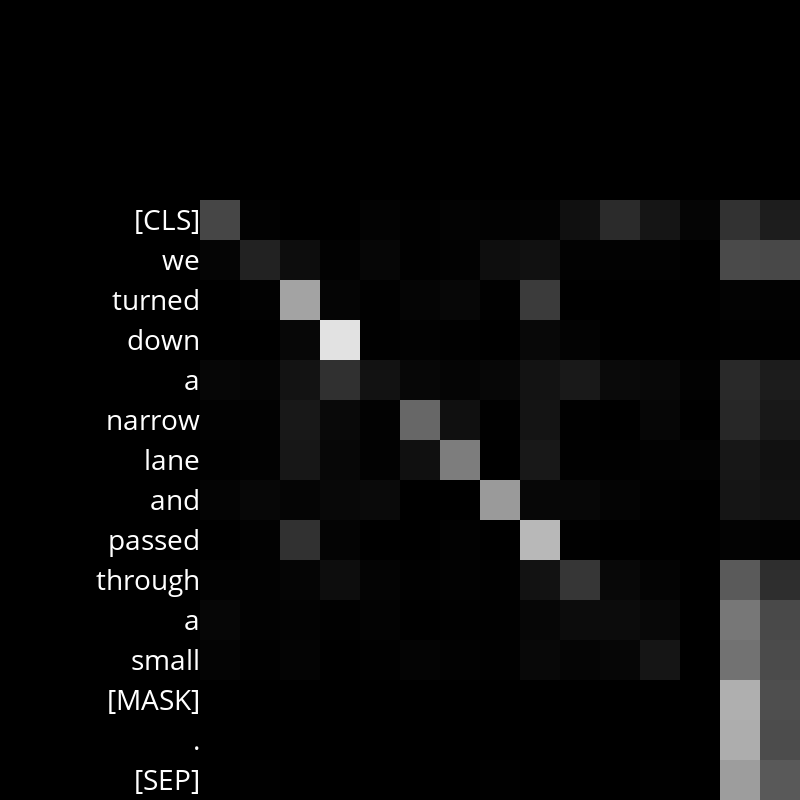 [CLS]
we
turned
down
a
narrow
lane
and
passed
through
a
small
[MASK]
.
[SEP]